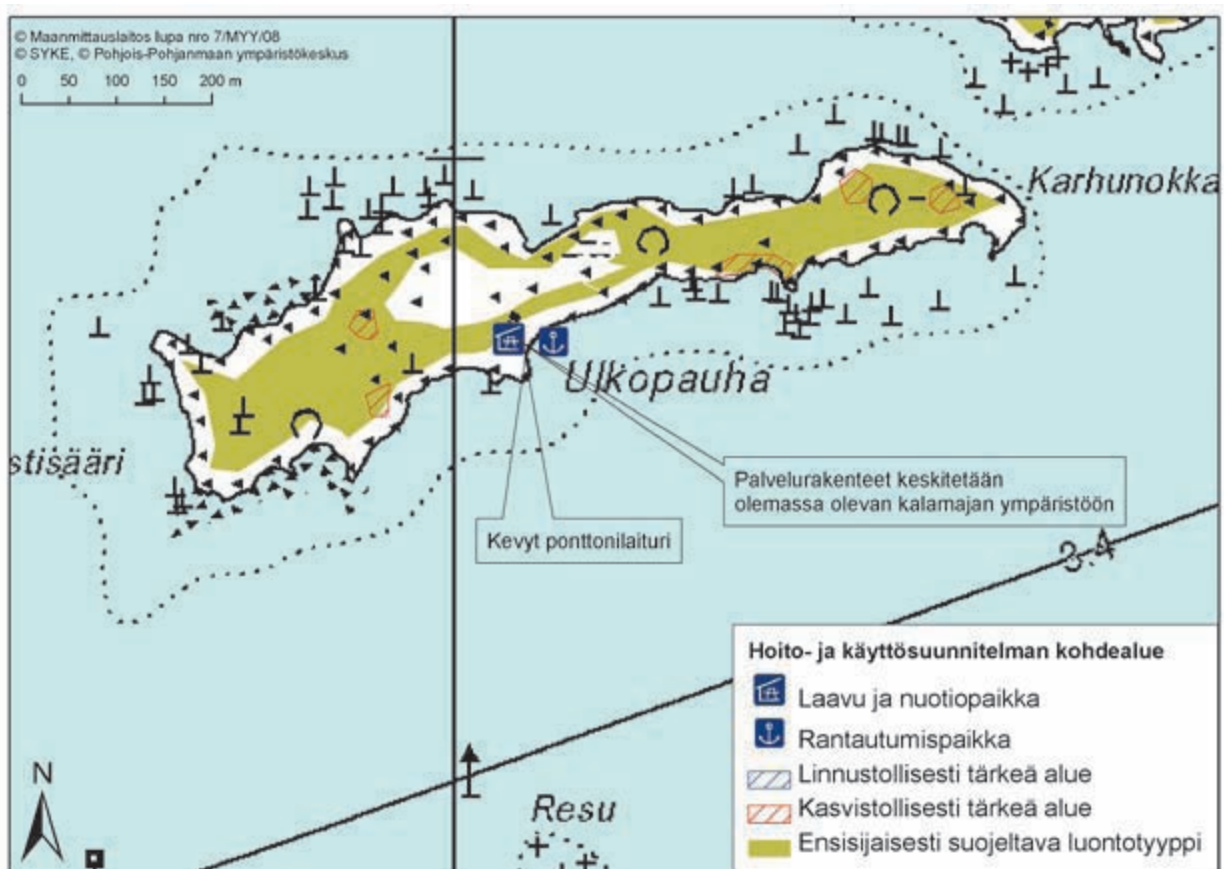 © Maanmittauslaitos lupa nro 7/MYY/08
© SYKE, © Pohjois-Pohjanmaan ympäristökeskus
0 50 100 150 200 m
Karhunokka
Ulkopauha
stisääri
Palvelurakenteet keskitetään
olemassa olevan kalamajan ympäristöön
Kevyt ponttonilaituri
3.4
Hoito- ja käyttösuunnitelman kohdealue
Laavu ja nuotiopaikka
Rantautumispaikka
Linnustollisesti tärkeä alue
Kasvistollisesti tärkeä alue
Ensisijaisesti suojeltava luontotyyppi
N
Resu